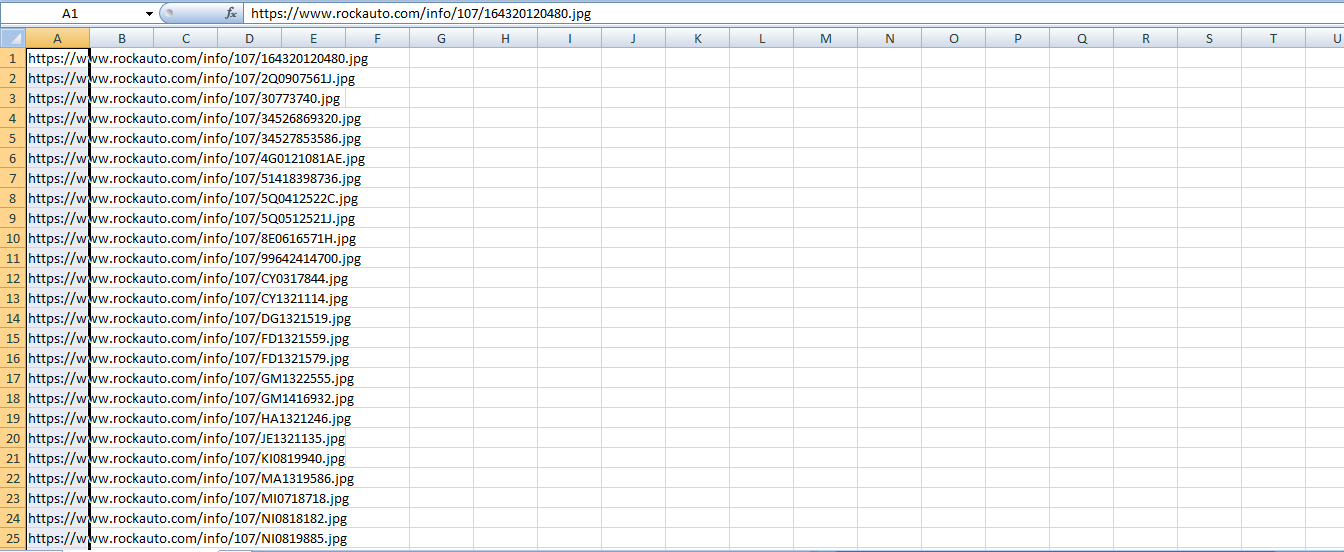 A1 fx https://www.rockauto.com/info/107/164320120480.jpg
A B C D E F G H I J K L M N O P Q R S T U
1 https://www.rockauto.com/info/107/164320120480.jpg
2 https://www.rockauto.com/info/107/2Q0907561J.jpg
3 https://www.rockauto.com/info/107/30773740.jpg
4 https://www.rockauto.com/info/107/34526869320.jpg
5 https://www.rockauto.com/info/107/34527853586.jpg
6 https://www.rockauto.com/info/107/4G0121081AE.jpg
7 https://www.rockauto.com/info/107/51418398736.jpg
8 https://www.rockauto.com/info/107/5Q0412522C.jpg
9 https://www.rockauto.com/info/107/5Q0512521J.jpg
10 https://www.rockauto.com/info/107/8E0616571H.jpg
11 https://www.rockauto.com/info/107/99642414700.jpg
12 https://www.rockauto.com/info/107/CY0317844.jpg
13 https://www.rockauto.com/info/107/CY1321114.jpg
14 https://www.rockauto.com/info/107/DG1321519.jpg
15 https://www.rockauto.com/info/107/FD1321559.jpg
16 https://www.rockauto.com/info/107/FD1321579.jpg
17 https://www.rockauto.com/info/107/GM1322555.jpg
18 https://www.rockauto.com/info/107/GM1416932.jpg
19 https://www.rockauto.com/info/107/HA1321246.jpg
20 https://www.rockauto.com/info/107/JE1321135.jpg
21 https://www.rockauto.com/info/107/KI0819940.jpg
22 https://www.rockauto.com/info/107/MA1319586.jpg
23 https://www.rockauto.com/info/107/MI0718718.jpg
24 https://www.rockauto.com/info/107/NI0818182.jpg
25 https://www.rockauto.com/info/107/NI0819885.jpg